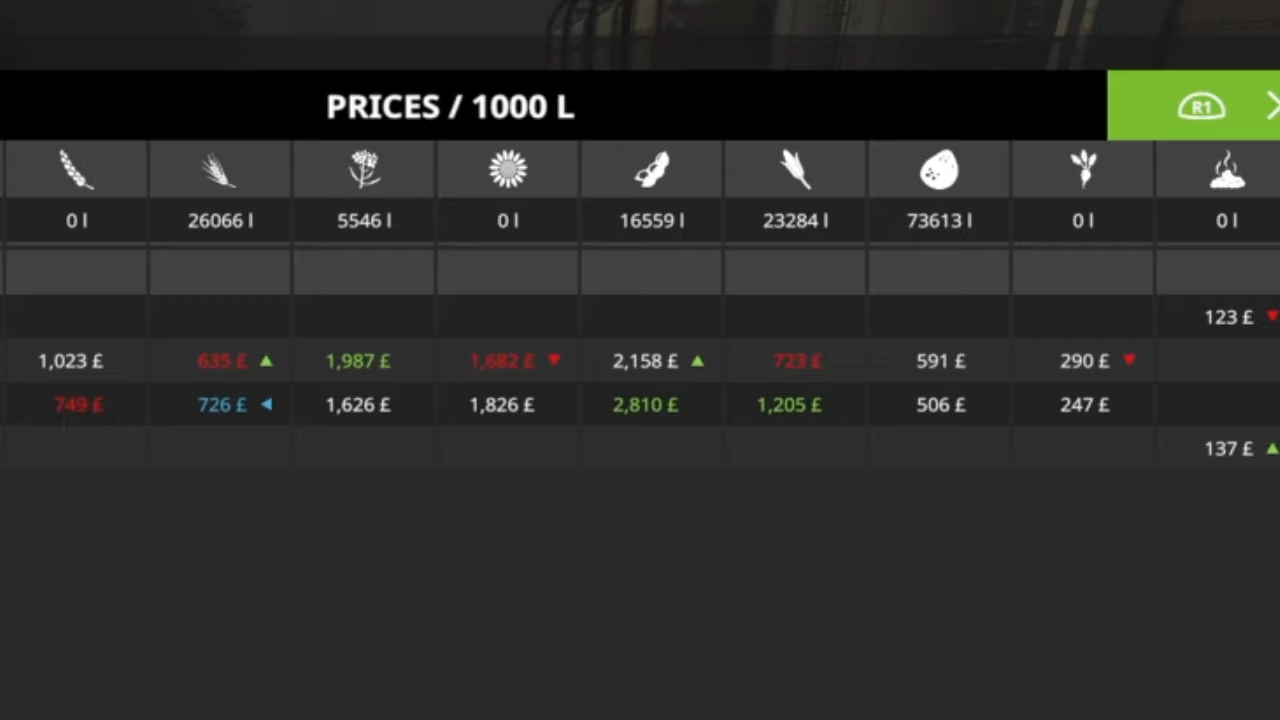 PRICES / 1000 L
R1
0 l 26066 l 5546 l 0 l 16559 l 23284 l 73613 l 0 l 0 l
123 £
1,023 £ 635 £ 1,987 £ 1,682 £ 2,158 £ 723 £ 591 £ 290 £
749 £ 726 £ 1,626 £ 1,826 £ 2,810 £ 1,205 £ 506 £ 247 £
137 £